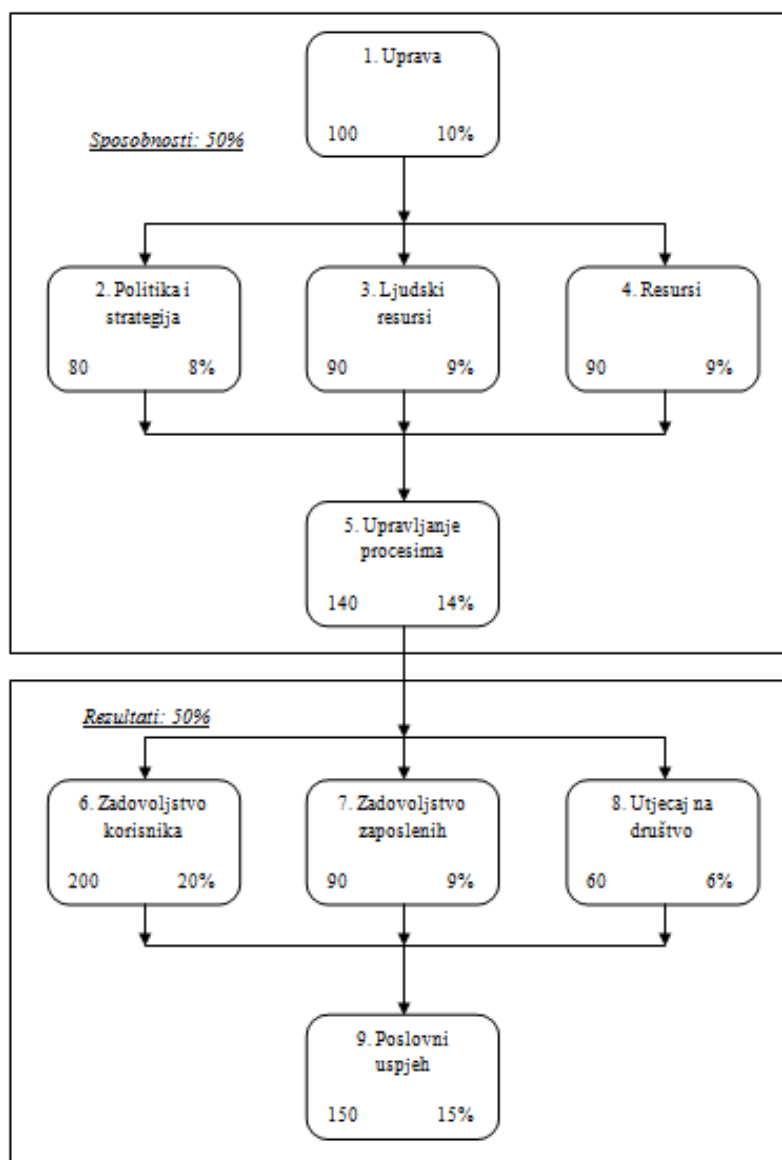 1. Uprava
100 10%
Sposobnosti: 50%
2. Politika i
strategija
80 8%
3. Ljudski
resursi
90 9%
4. Resursi
90 9%
5. Upravljanje
procesima
140 14%
Rezultati: 50%
6. Zadovoljstvo
korisnika
200 20%
7. Zadovoljstvo
zaposlenih
90 9%
8. Utjecaj na
društvo
60 6%
9. Poslovni
uspjeh
150 15%